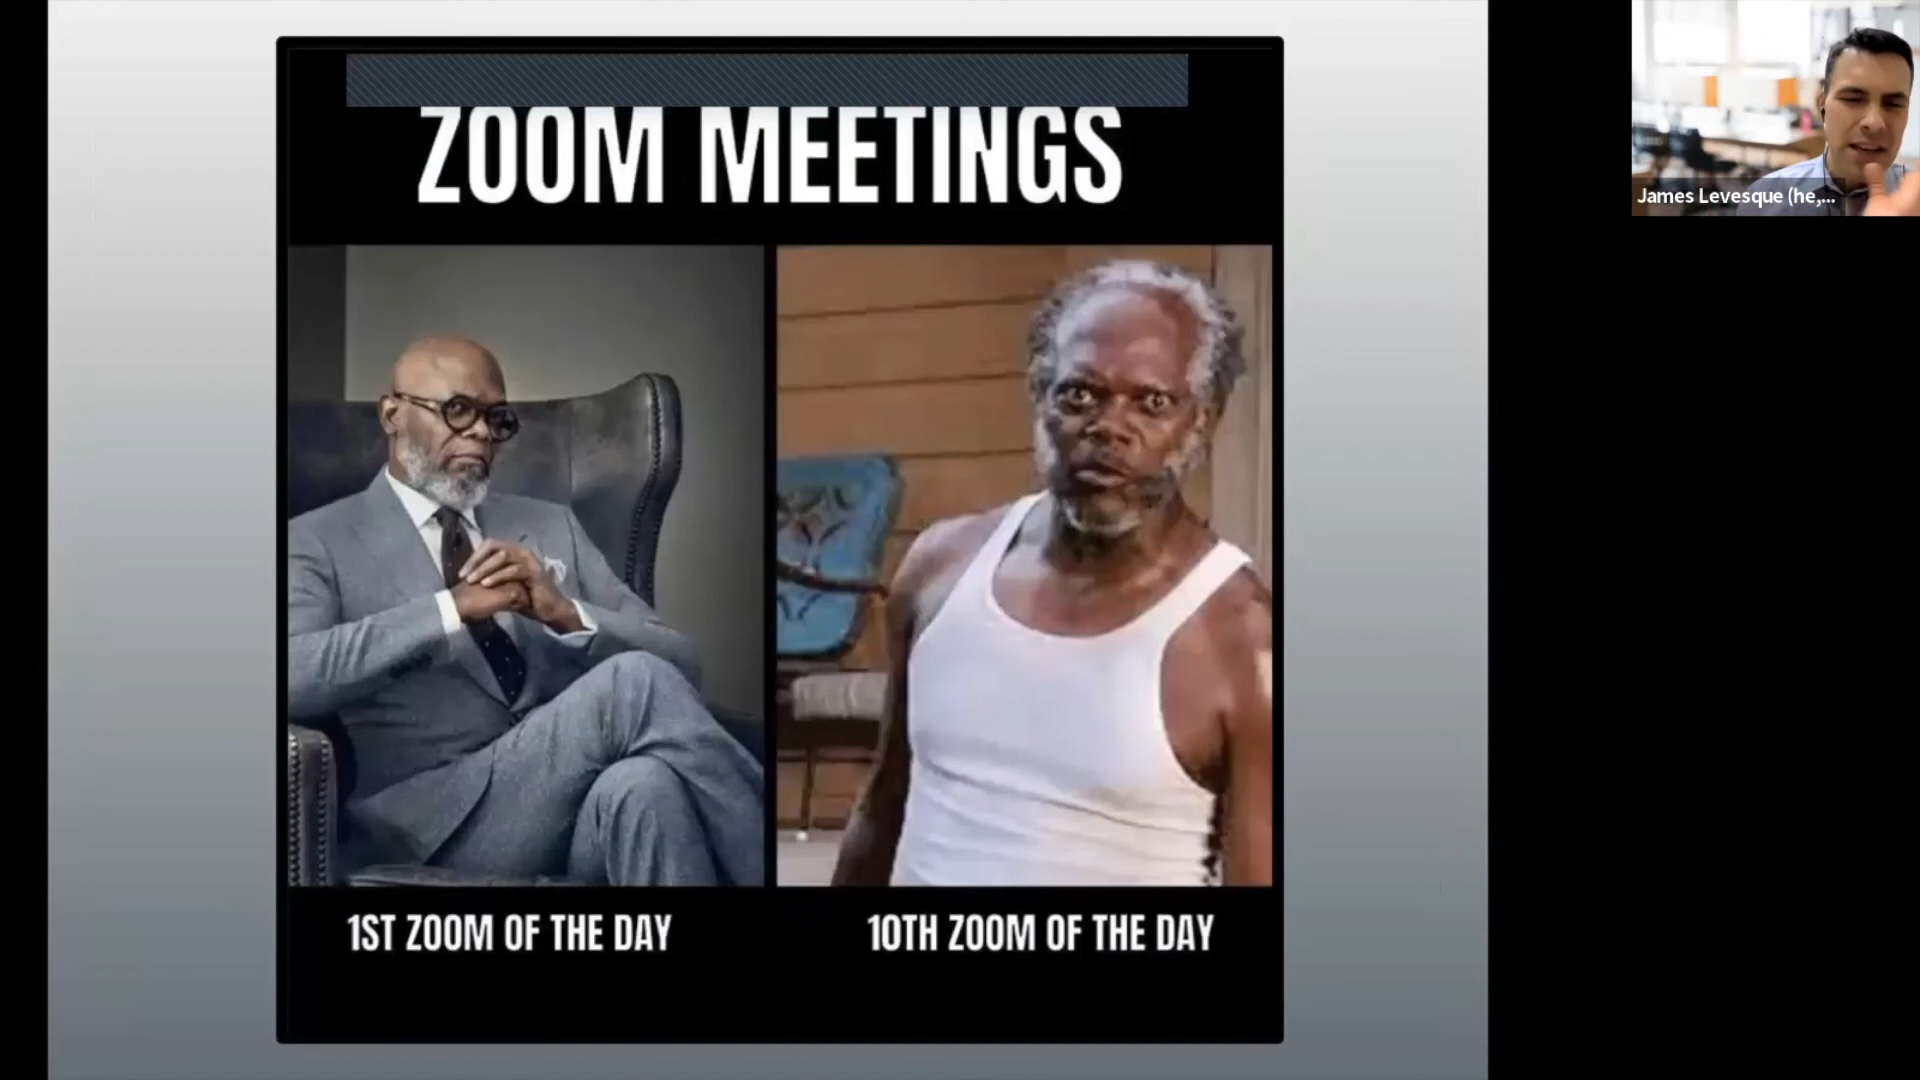 ZOOM MEETINGS
1ST ZOOM OF THE DAY
10TH ZOOM OF THE DAY
James Levesque (he,...